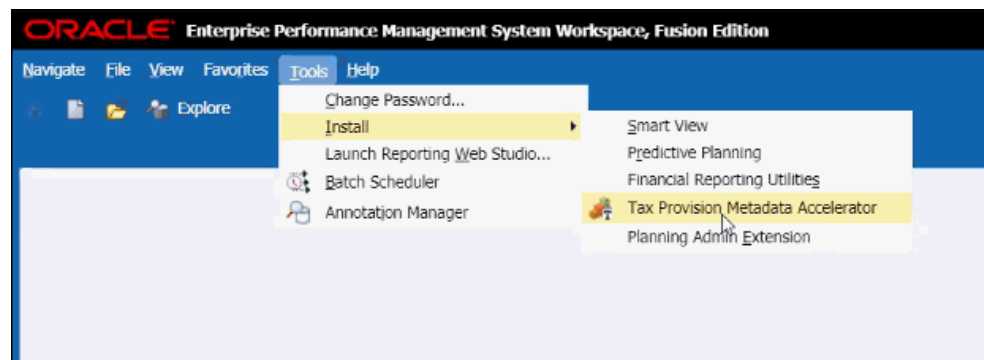 ORACLE Enterprise Performance Management System Workspace, Fusion Edition
Navigate File View Favorites Tools Help
Explore
Change Password...
Install
Launch Reporting Web Studio...
Batch Scheduler
Annotation Manager
Smart View
Predictive Planning
Financial Reporting Utilities
Tax Provision Metadata Accelerator
Planning Admin Extension